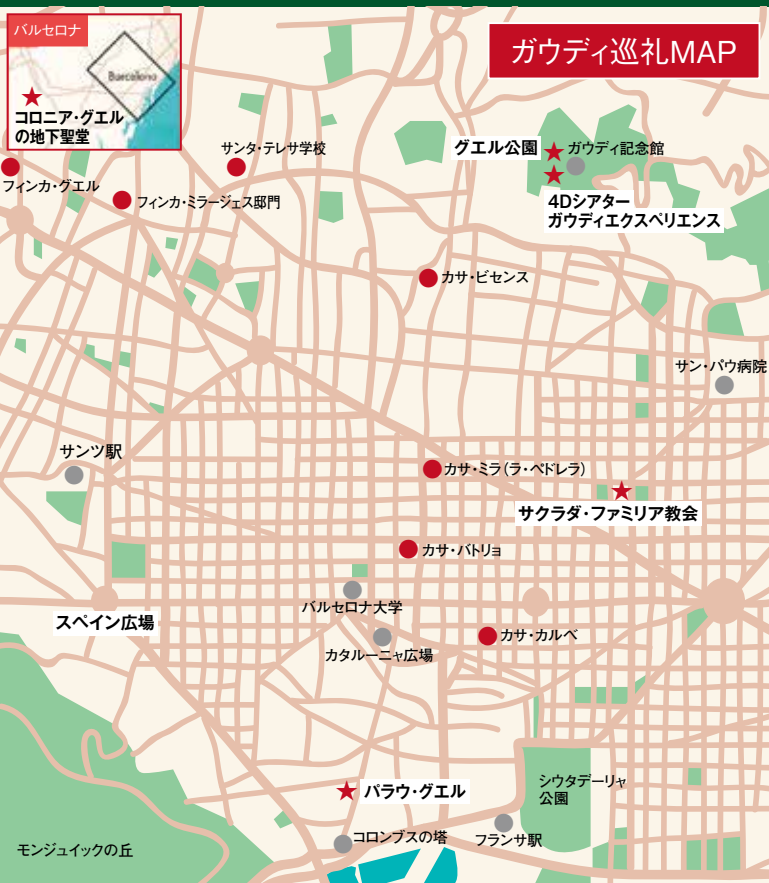 バルセロナ
Barcelona
コロニア・グエル
の地下聖堂
ガウディ巡礼MAP
サンタ・テレサ学校
グエル公園
ガウディ記念館
フィンカ・グエル
フィンカ・ミラージェス邸門
4Dシアター
ガウディエクスペリエンス
カサ・ビセンス
サン・パウ病院
サンツ駅
カサ・ミラ(ラ・ペドレラ)
サクラダ・ファミリア教会
カサ・バトリョ
バルセロナ大学
スペイン広場
カタルーニャ広場
カサ・カルベ
シウタデーリャ
公園
パラウ・グエル
コロンブスの塔
フランサ駅
モンジュイックの丘